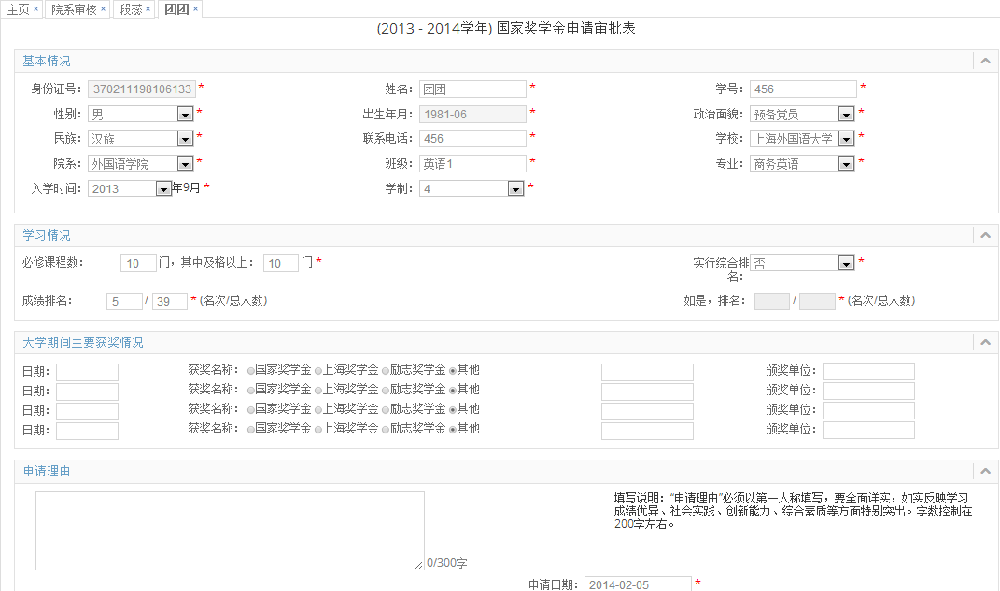 主页 × 院系审核 × 段蕊 × 团团 ×
(2013 - 2014学年) 国家奖学金申请审批表
基本情况
身份证号： 370211198106133 * 姓名： 团团 * 学号： 456 *
性别： 男 * 出生年月： 1981-06 * 政治面貌： 预备党员 *
民族： 汉族 * 联系电话： 456 * 学校： 上海外国语大学 *
院系： 外国语学院 * 班级： 英语1 * 专业： 商务英语 *
入学时间： 2013 年9月 * 学制： 4 *
学习情况
必修课程数： 10 门，其中及格以上： 10 门 * 实行综合排名： 否 *
成绩排名： 5 / 39 * (名次/总人数) 如是，排名： / * (名次/总人数)
大学期间主要获奖情况
日期： 获奖名称： 国家奖学金 上海奖学金 励志奖学金 其他 颁奖单位：
日期： 获奖名称： 国家奖学金 上海奖学金 励志奖学金 其他 颁奖单位：
日期： 获奖名称： 国家奖学金 上海奖学金 励志奖学金 其他 颁奖单位：
日期： 获奖名称： 国家奖学金 上海奖学金 励志奖学金 其他 颁奖单位：
申请理由
填写说明：“申请理由”必须以第一人称填写，要全面详实，如实反映学习
成绩优异、社会实践、创新能力、综合素质等方面特别突出。字数控制在
200字左右。
0/300字
申请日期： 2014-02-05 *